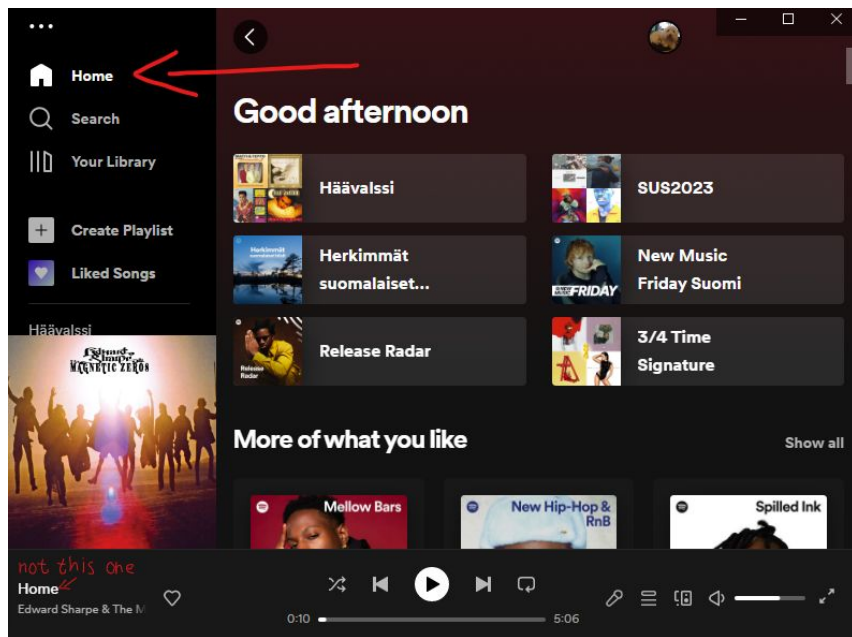 Home
Search
Your Library
Create Playlist
Liked Songs
Häävalssi
Edward Sharpe
MAGNETIC ZEROS
Good afternoon
Häävalssi
SUS2023
Herkimmät
suomalaiset...
New Music
Friday Suomi
FRIDAY
Release Radar
Release
Radar
3/4 Time
Signature
More of what you like
Show all
Mellow Bars
New Hip-Hop &
RnB
Spilled Ink
not this one
Home
Edward Sharpe & The M
0:10
5:06